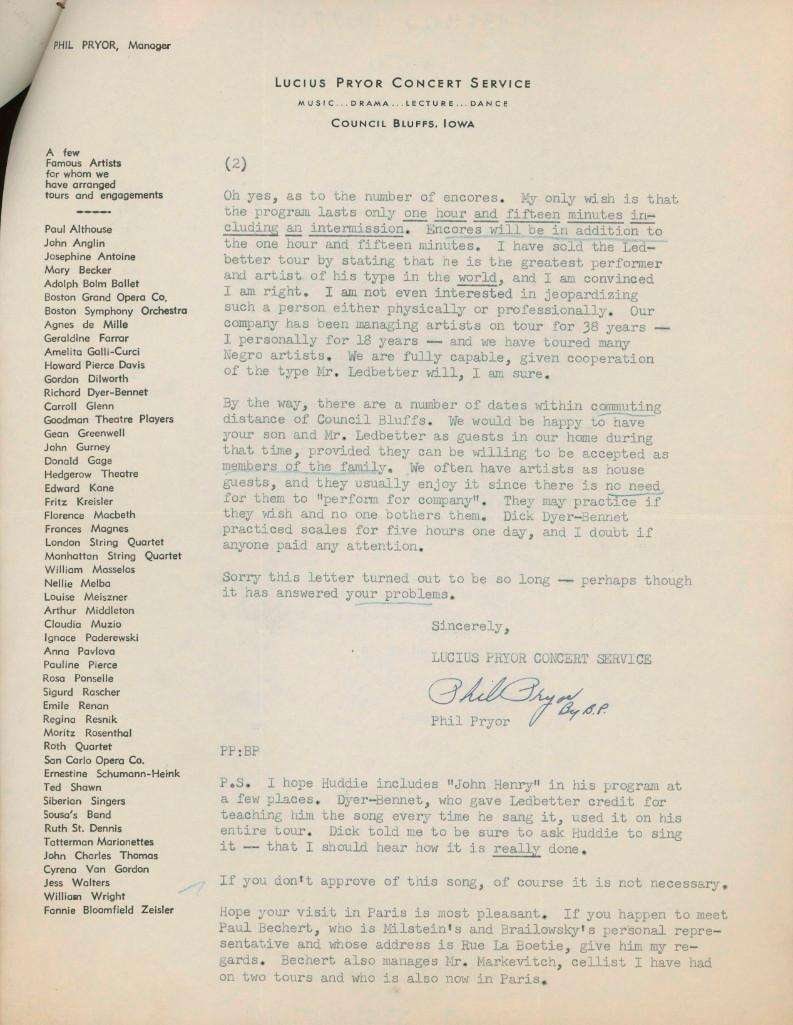 PHIL PRYOR, Manager
LUCIUS PRYOR CONCERT SERVICE
MUSIC...DRAMA...LECTURE...DANCE
COUNCIL BLUFFS, IOWA
A few
Famous Artists
for whom we
have arranged
tours and engagements
Paul Althouse
John Anglin
Josephine Antoine
Mary Becker
Adolph Bolm Ballet
Boston Grand Opera Co.
Boston Symphony Orchestra
Agnes de Mille
Geraldine Farrar
Amelita Galli-Curci
Howard Pierce Davis
Gordon Dilworth
Richard Dyer-Bennet
Carroll Glenn
Goodman Theatre Players
Gean Greenwell
John Gurney
Donald Gage
Hedgerow Theatre
Edward Kane
Fritz Kreisler
Florence Macbeth
Frances Magnes
London String Quartet
Manhattan String Quartet
William Masselos
Nellie Melba
Louise Meiszner
Arthur Middleton
Claudia Muzio
Ignace Paderewski
Anna Pavlova
Pauline Pierce
Rosa Ponselle
Sigurd Rascher
Emile Renan
Regina Resnik
Moritz Rosenthal
Roth Quartet
San Carlo Opera Co.
Ernestine Schumann-Heink
Ted Shawn
Siberian Singers
Sousa's Band
Ruth St. Dennis
Tatterman Marionettes
John Charles Thomas
Cyrena Van Gordon
Jess Walters
William Wright
Fannie Bloomfield Zeisler
(2)
Oh yes, as to the number of encores. My only wish is that
the program lasts only one hour and fifteen minutes in-
cluding an intermission. Encores will be in addition to
the one hour and fifteen minutes. I have sold the Led-
better tour by stating that he is the greatest performer
and artist of his type in the world, and I am convinced
I am right. I am not even interested in jeopardizing
such a person either physically or professionally. Our
company has been managing artists on tour for 38 years --
I personally for 18 years -- and we have toured many
Negro artists. We are fully capable, given cooperation
of the type Mr. Ledbetter will, I am sure.
By the way, there are a number of dates within commuting
distance of Council Bluffs. We would be happy to have
your son and Mr. Ledbetter as guests in our home during
that time, provided they can be willing to be accepted as
members of the family. We often have artists as house
guests, and they usually enjoy it since there is no need
for them to "perform for company". They may practice if
they wish and no one bothers them. Dick Dyer-Bennet
practiced scales for five hours one day, and I doubt if
anyone paid any attention.
Sorry this letter turned out to be so long -- perhaps though
it has answered your problems.
Sincerely,
LUCIUS PRYOR CONCERT SERVICE
Phil Pryor
By B.P.
Phil Pryor
PP:BP
P.S. I hope Huddie includes "John Henry" in his program at
a few places. Dyer-Bennet, who gave Ledbetter credit for
teaching him the song every time he sang it, used it on his
entire tour. Dick told me to be sure to ask Huddie to sing
it -- that I should hear how it is really done.
If you don't approve of this song, of course it is not necessary.
Hope your visit in Paris is most pleasant. If you happen to meet
Paul Bechert, who is Milstein's and Brailowsky's personal repre-
sentative and whose address is Rue La Boetie, give him my re-
gards. Bechert also manages Mr. Markevitch, cellist I have had
on two tours and who is also now in Paris.